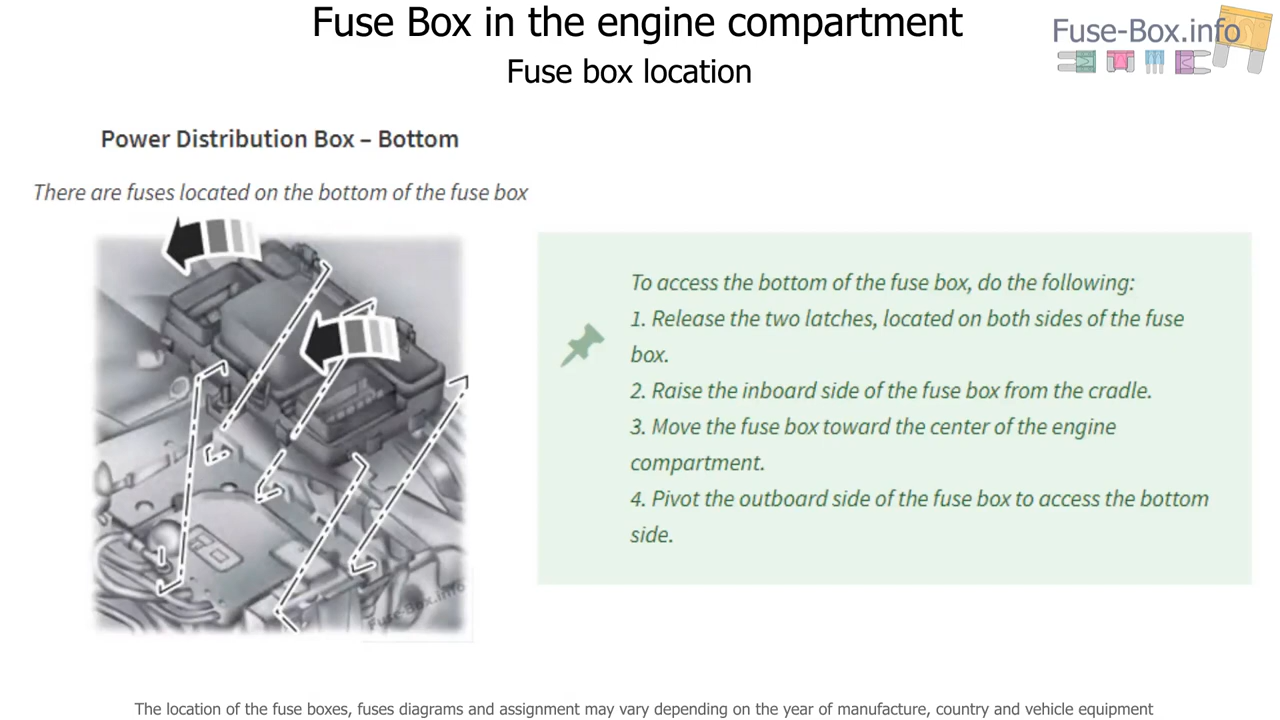 Fuse Box in the engine compartment
Fuse-Box.info
Fuse box location
Power Distribution Box – Bottom
There are fuses located on the bottom of the fuse box
To access the bottom of the fuse box, do the following:
1. Release the two latches, located on both sides of the fuse
box.
2. Raise the inboard side of the fuse box from the cradle.
3. Move the fuse box toward the center of the engine
compartment.
4. Pivot the outboard side of the fuse box to access the bottom
side.
Fuse-Box.info
The location of the fuse boxes, fuses diagrams and assignment may vary depending on the year of manufacture, country and vehicle equipment